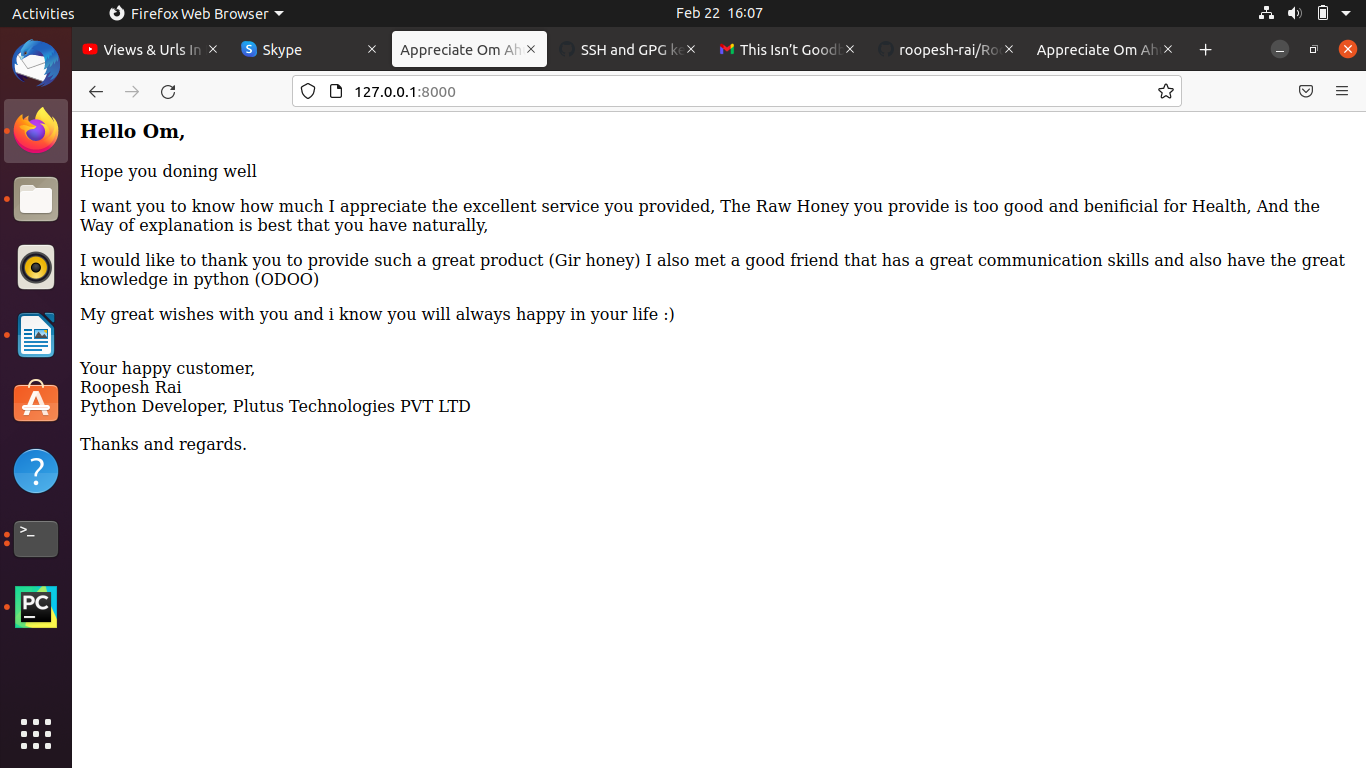 Activities
Firefox Web Browser
Feb 22 16:07
Views & Urls In
Skype
Appreciate Om Ah
SSH and GPG ke
This Isn't Goodb
roopesh-rai/Ro
Appreciate Om Ah
127.0.0.1:8000
Hello Om,
Hope you doning well
I want you to know how much I appreciate the excellent service you provided, The Raw Honey you provide is too good and benificial for Health, And the
Way of explanation is best that you have naturally,
I would like to thank you to provide such a great product (Gir honey) I also met a good friend that has a great communication skills and also have the great
knowledge in python (ODOO)
My great wishes with you and i know you will always happy in your life :)
Your happy customer,
Roopesh Rai
Python Developer, Plutus Technologies PVT LTD
Thanks and regards.
>_
PC